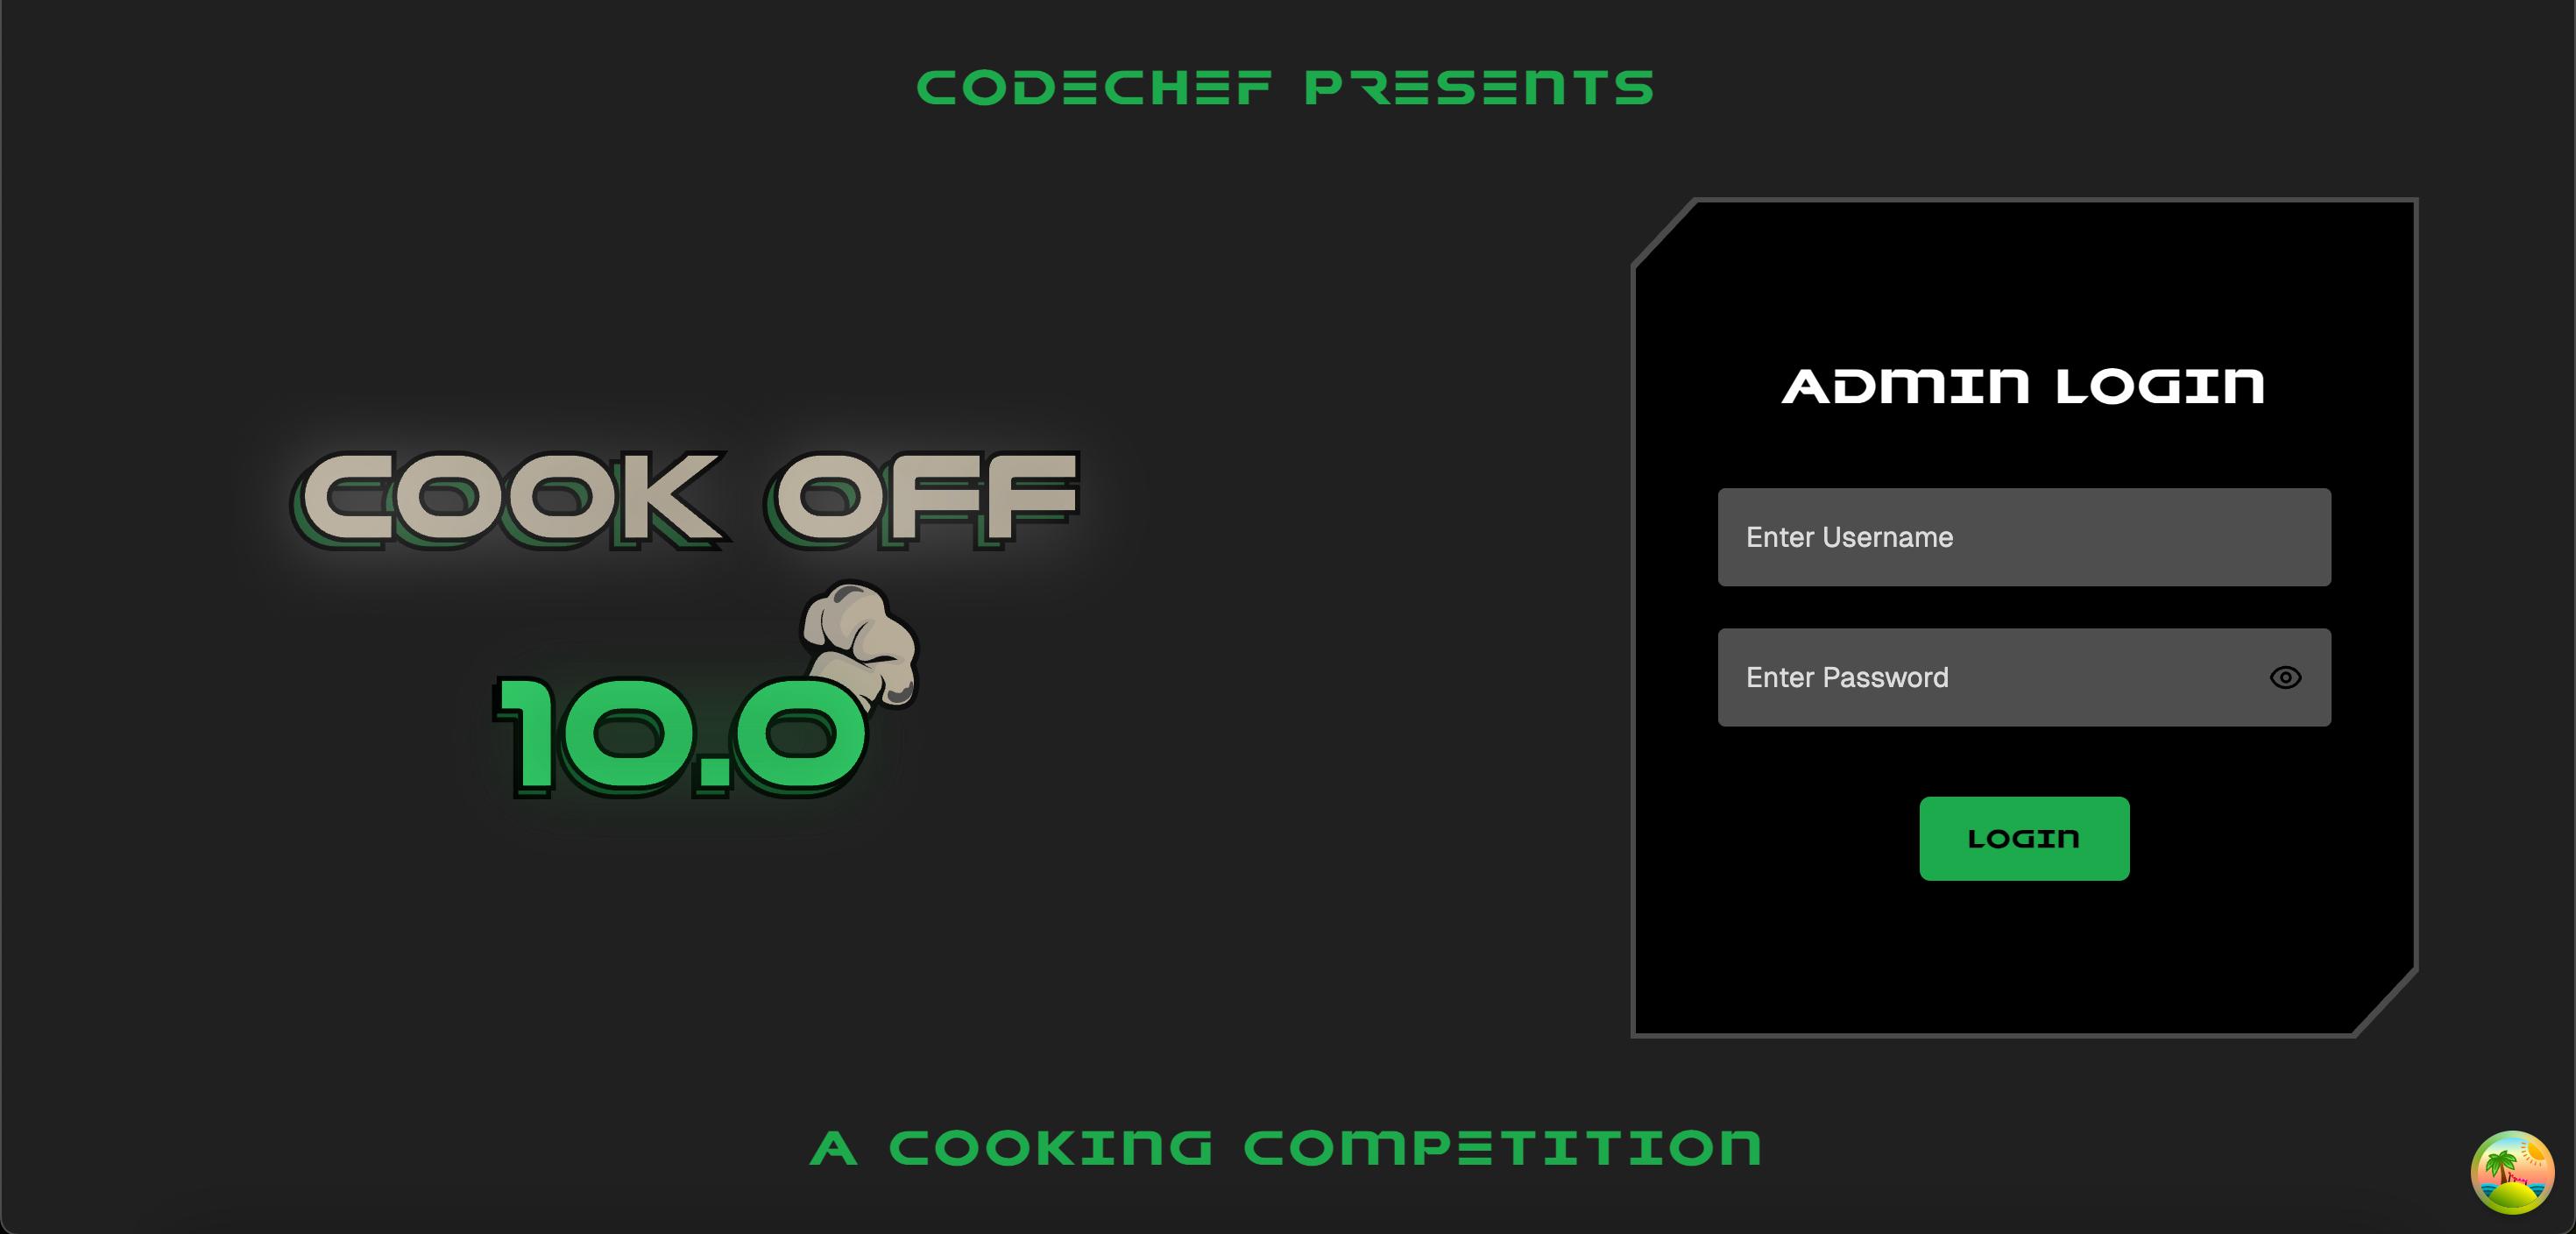 CODECHEF PRESENTS
COOK OFF
10.0
ADMIN LOGIN
Enter Username
Enter Password
LOGIN
A COOKING COMPETITION